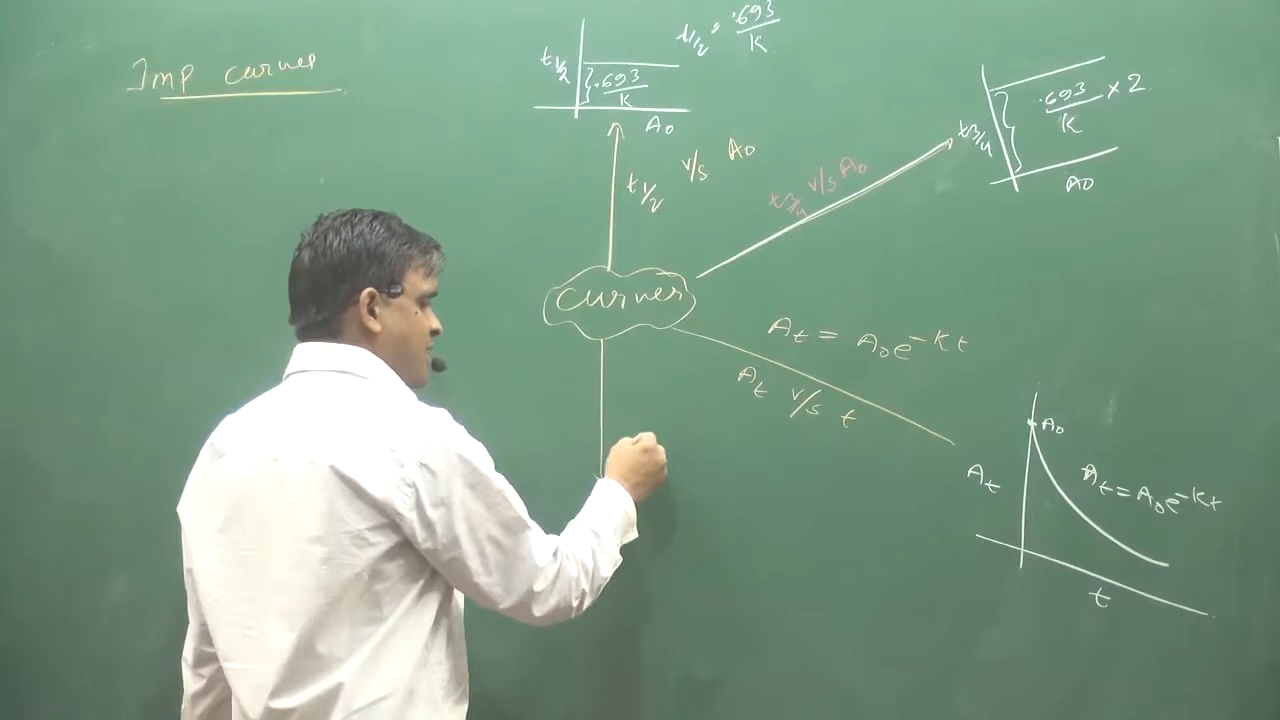 Imp curves
t1/2
.693/K
A0
t1/2 = .693/K
t1/2 v/s A0
t3/4 v/s A0
t3/4
.693/K × 2
A0
curves
At = A0e^-Kt
At v/s t
A0
At
At = A0e^-Kt
t